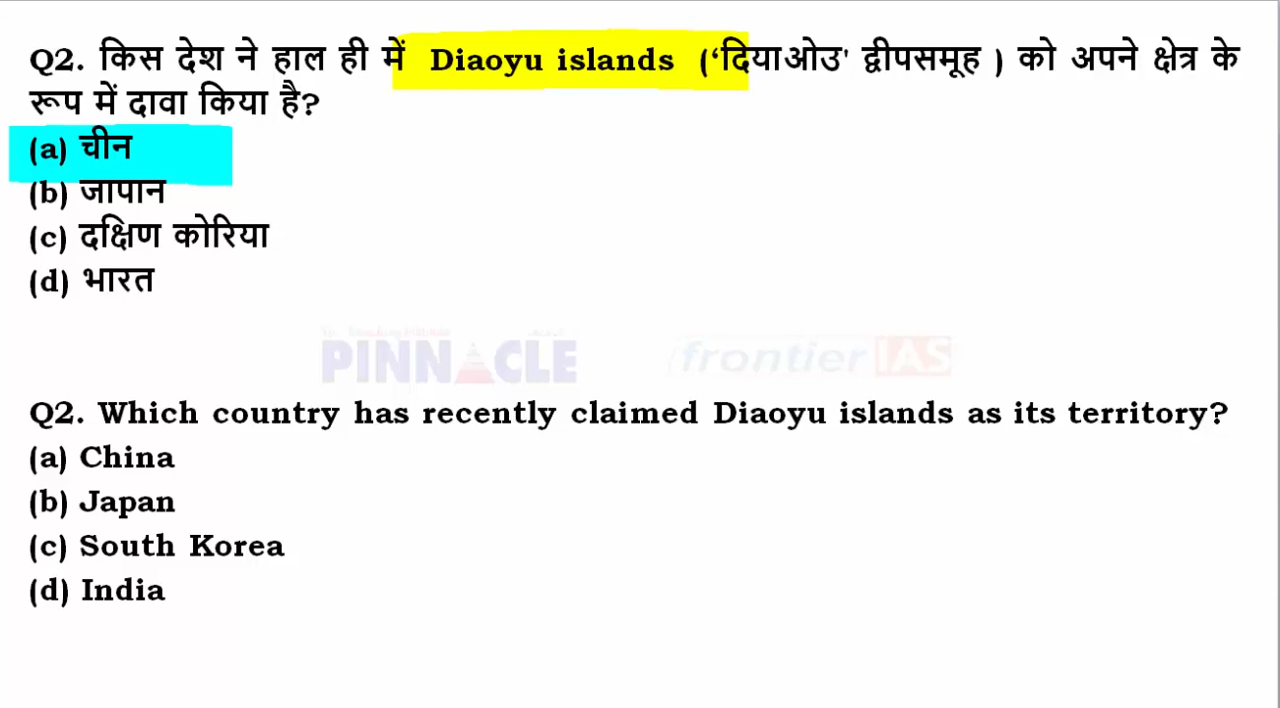 Q2. किस देश ने हाल ही में Diaoyu islands (‘दियाओउ' द्वीपसमूह ) को अपने क्षेत्र के
रूप में दावा किया है?
(a) चीन
(b) जापान
(c) दक्षिण कोरिया
(d) भारत
PINNACLE frontier IAS
Q2. Which country has recently claimed Diaoyu islands as its territory?
(a) China
(b) Japan
(c) South Korea
(d) India